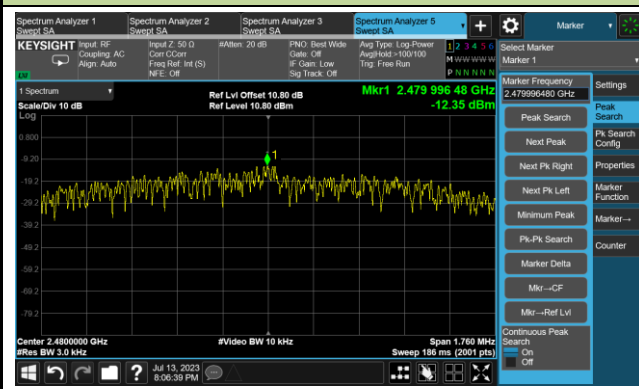 Spectrum Analyzer 1
Swept SA
Spectrum Analyzer 2
Swept SA
Spectrum Analyzer 3
Swept SA
Spectrum Analyzer 5
Swept SA
+
Marker
KEYSIGHT
Input: RF
Coupling: AC
Align: Auto
Input Z: 50 Ω
Corr CCorr
Freq Ref: Int (S)
NFE: Off
#Atten: 20 dB
PNO: Best Wide
Gate: Off
IF Gain: Low
Sig Track: Off
Avg Type: Log-Power
Avg|Hold:>100/100
Trig: Free Run
1 2 3 4 5 6
M W W W W W
P N N N N N
LXI
Select Marker
Marker 1
1 Spectrum
Scale/Div 10 dB
Log
Ref Lvl Offset 10.80 dB
Ref Level 10.80 dBm
Mkr1 2.479 996 48 GHz
-12.35 dBm
1
0.800
-9.20
-19.2
-29.2
-39.2
-49.2
-59.2
-69.2
-79.2
Center 2.4800000 GHz
#Res BW 3.0 kHz
#Video BW 10 kHz
Span 1.760 MHz
Sweep 186 ms (2001 pts)
Marker Frequency
2.479996480 GHz
Peak Search
Next Peak
Next Pk Right
Next Pk Left
Minimum Peak
Pk-Pk Search
Marker Delta
Mkr→CF
Mkr→Ref Lvl
Continuous Peak
Search
On
Off
Settings
Peak
Search
Pk Search
Config
Properties
Marker
Function
Marker→
Counter
?
Jul 13, 2023
8:06:39 PM